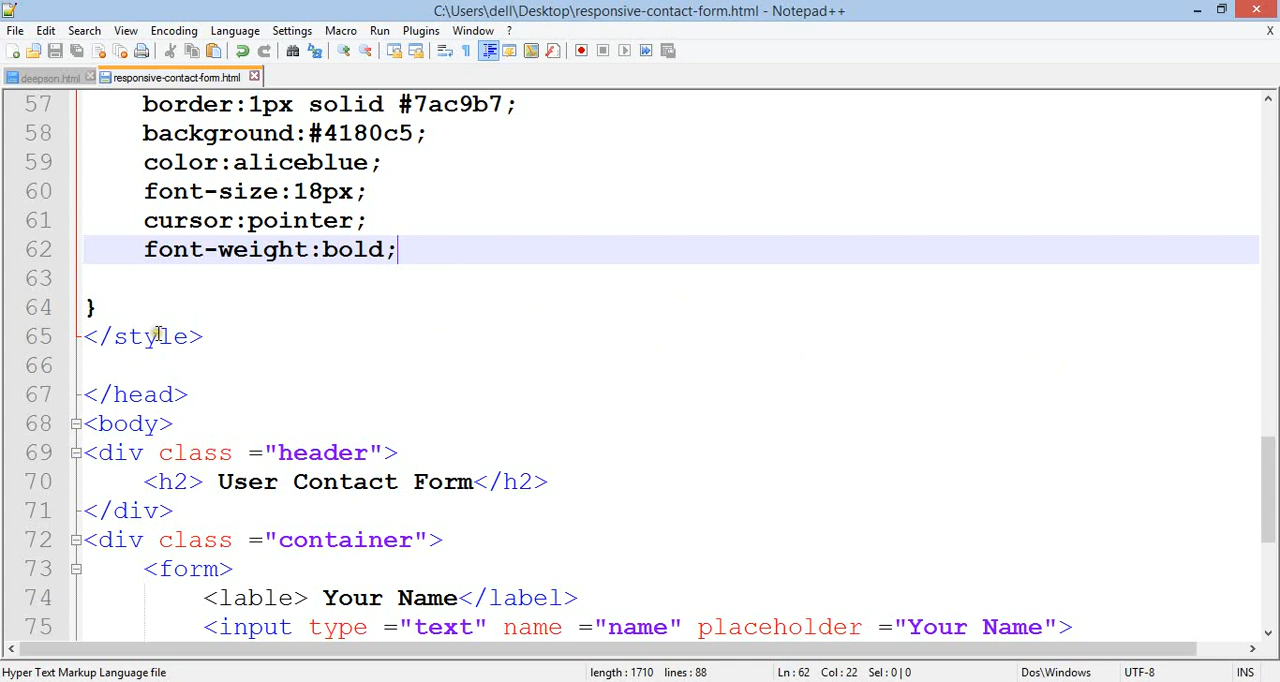 C:\Users\dell\Desktop\responsive-contact-form.html - Notepad++
File Edit Search View Encoding Language Settings Macro Run Plugins Window ? X
deepson.html responsive-contact-form.html
57 border:1px solid #7ac9b7;
58 background:#4180c5;
59 color:aliceblue;
60 font-size:18px;
61 cursor:pointer;
62 font-weight:bold;
63
64 }
65 </style>
66
67 </head>
68 <body>
69 <div class ="header">
70 <h2> User Contact Form</h2>
71 </div>
72 <div class ="container">
73 <form>
74 <lable> Your Name</label>
75 <input type ="text" name ="name" placeholder ="Your Name">
Hyper Text Markup Language file length : 1710 lines : 88 Ln : 62 Col : 22 Sel : 0 | 0 Dos\Windows UTF-8 INS